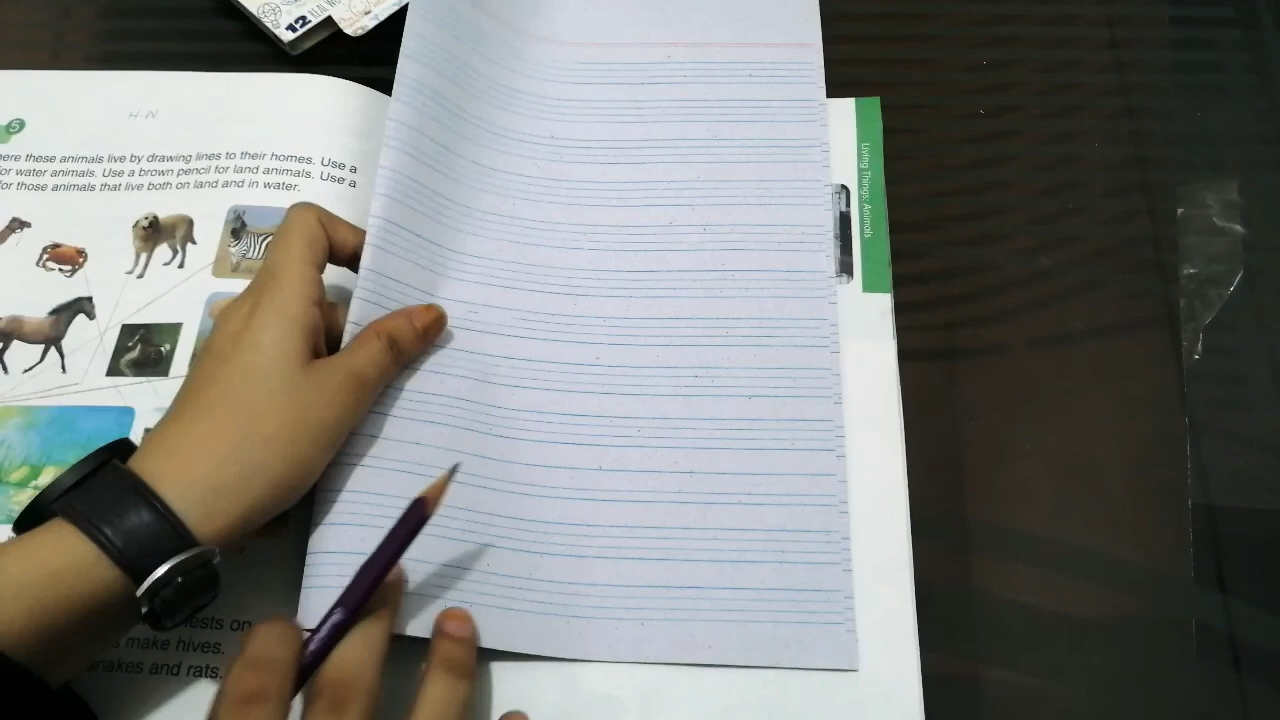 12
H.W
5
ere these animals live by drawing lines to their homes. Use a
for water animals. Use a brown pencil for land animals. Use a
for those animals that live both on land and in water.
Living Things: Animals
ests on
make hives.
snakes and rats.